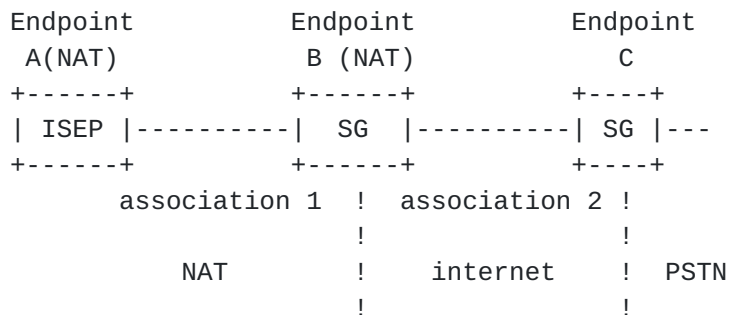 Endpoint             Endpoint             Endpoint
 A(NAT)               B (NAT)                C
+------+             +------+             +----+
| ISEP |----------|  SG  |----------| SG |---
+------+             +------+             +----+
        association 1  !  association 2 !
                       !                !
             NAT       !    internet    !  PSTN
                       !                !